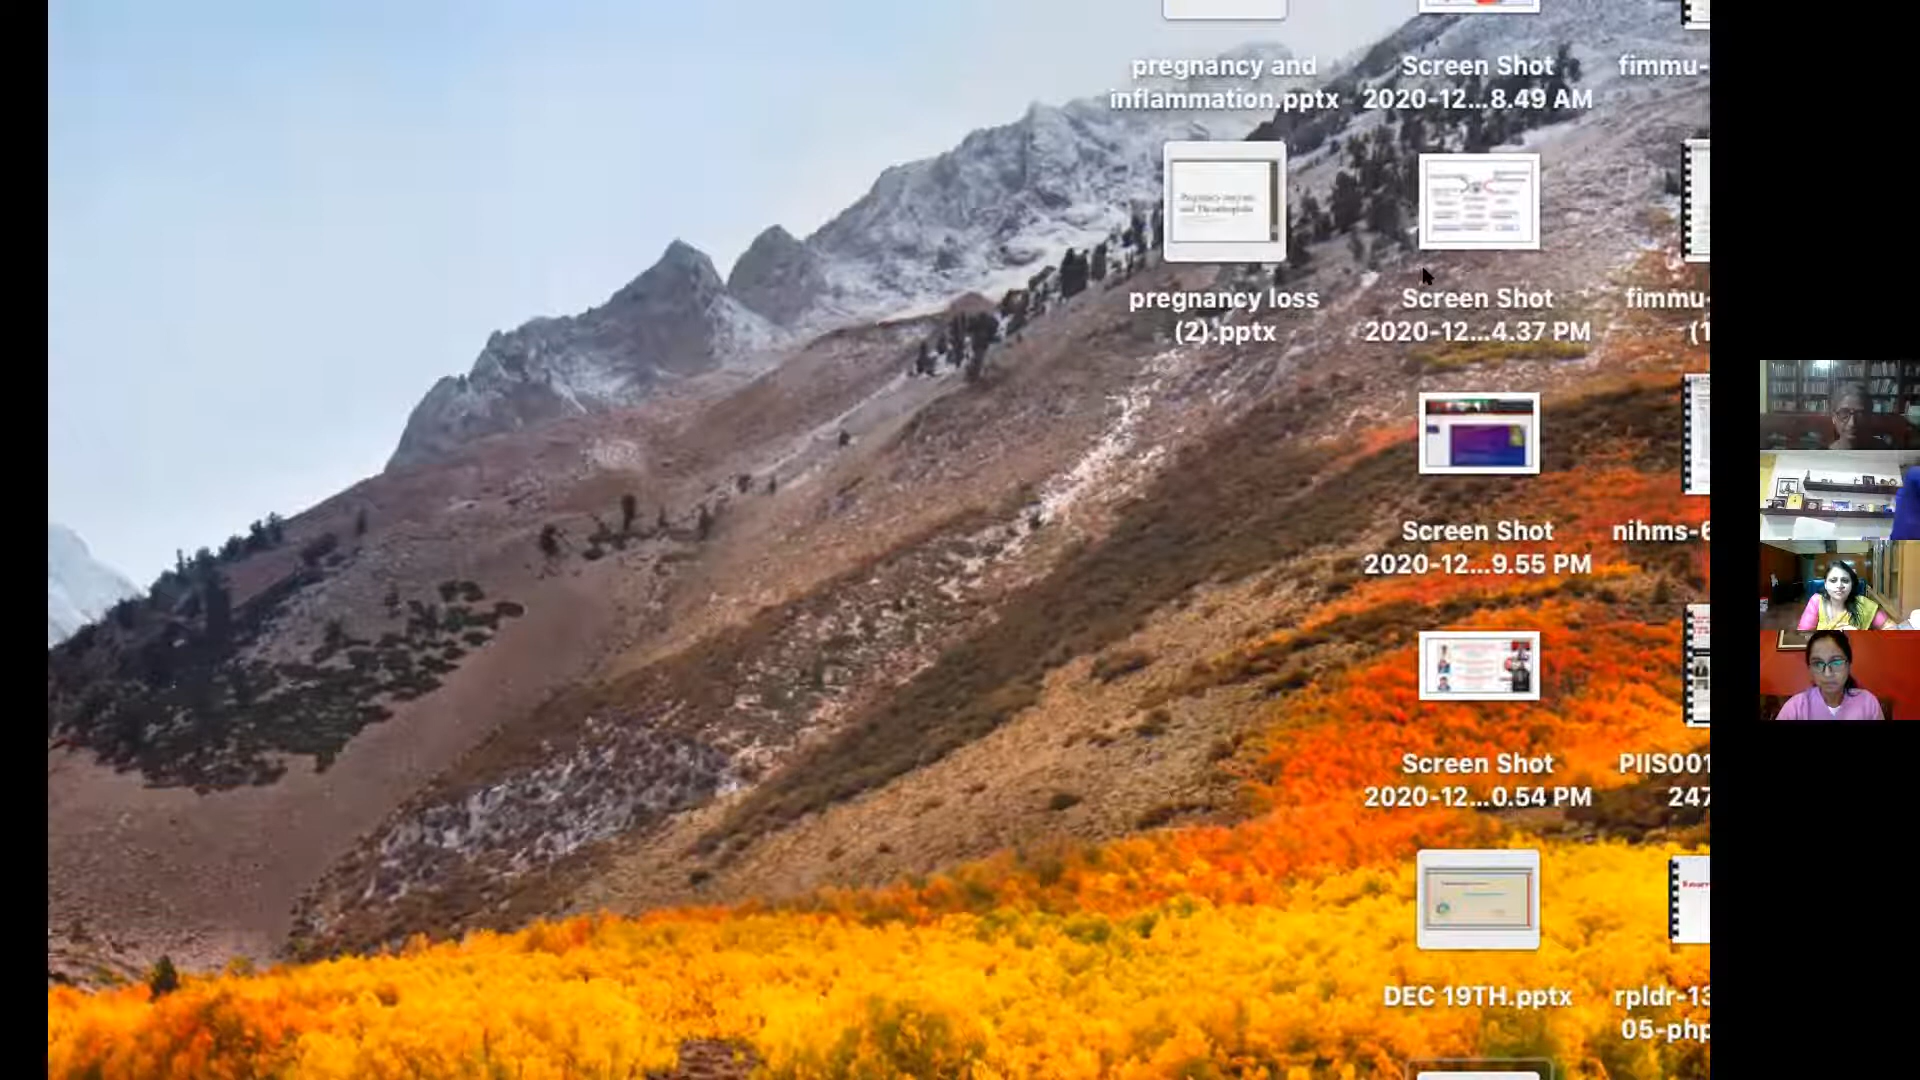 pregnancy and
inflammation.pptx
Screen Shot
2020-12...8.49 AM
fimmu-
pregnancy loss
(2).pptx
Screen Shot
2020-12...4.37 PM
fimmu-
(1
Screen Shot
2020-12...9.55 PM
nihms-6
Screen Shot
2020-12...0.54 PM
PIIS001
247
DEC 19TH.pptx
rpldr-13
05-php